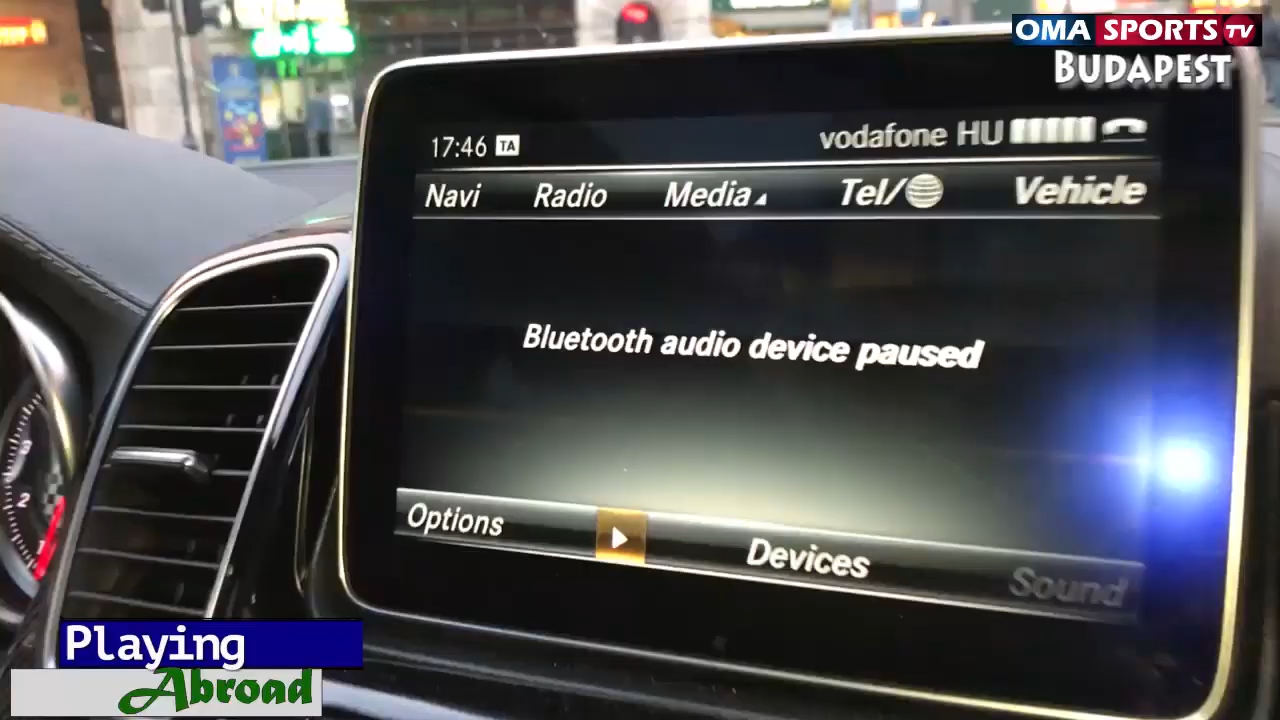 OMA SPORTS TV
BUDAPEST
17:46 TA
vodafone HU
Navi Radio Media Tel/ Vehicle
Bluetooth audio device paused
Options Devices Sound
2
Playing
Abroad